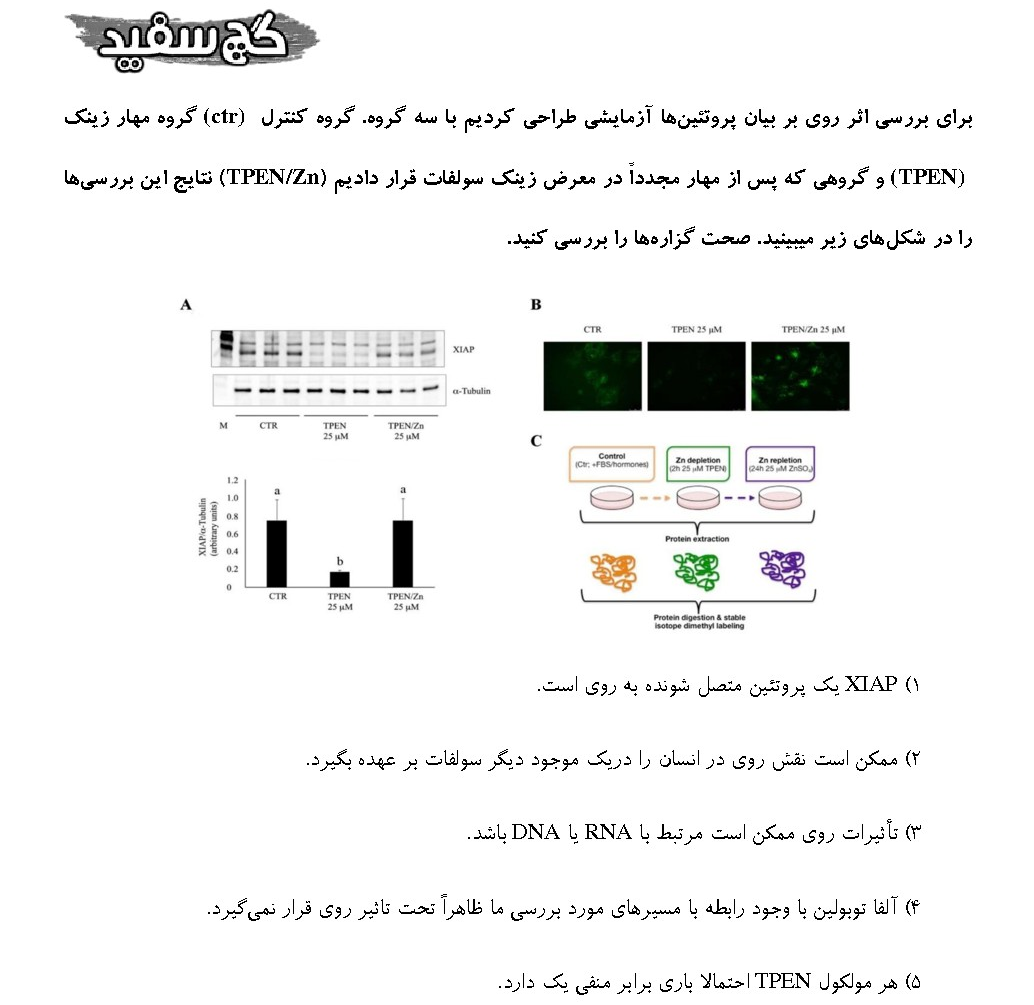 گچ سفید
برای بررسی اثر روی بر بیان پروتئین‌ها آزمایشی طراحی کردیم با سه گروه. گروه کنترل (ctr) گروه مهار زینک
(TPEN) و گروهی که پس از مهار مجدداً در معرض زینک سولفات قرار دادیم (TPEN/Zn) نتایج این بررسی‌ها
را در شکل‌های زیر میبینید. صحت گزاره‌ها را بررسی کنید.
A
XIAP
α-Tubulin
M CTR TPEN TPEN/Zn
25 µM 25 µM
XIAP/α-Tubulin
(arbitrary units)
1.2
1.0
0.8
0.6
0.4
0.2
0
a b a
CTR TPEN TPEN/Zn
25 µM 25 µM
B
CTR TPEN 25 µM TPEN/Zn 25 µM
C
Control Zn depletion Zn repletion
(Ctr; +FBS/hormones) (2h 25 µM TPEN) (24h 25 µM ZnSO₄)
Protein extraction
Protein digestion & stable
isotope dimethyl labeling
۱) XIAP یک پروتئین متصل شونده به روی است.
۲) ممکن است نقش روی در انسان را دریک موجود دیگر سولفات بر عهده بگیرد.
۳) تأثیرات روی ممکن است مرتبط با RNA یا DNA باشد.
۴) آلفا توبولین با وجود رابطه با مسیرهای مورد بررسی ما ظاهراً تحت تاثیر روی قرار نمی‌گیرد.
۵) هر مولکول TPEN احتمالا باری برابر منفی یک دارد.